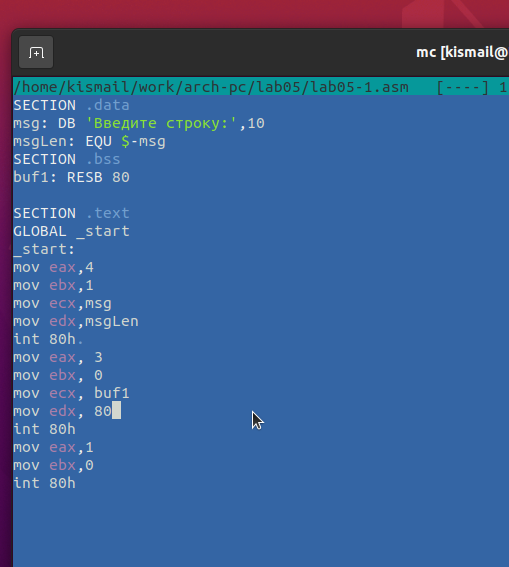 mc [kismail@
/home/kismail/work/arch-pc/lab05/lab05-1.asm   [----] 1
SECTION .data
msg: DB 'Введите строку:',10
msgLen: EQU $-msg
SECTION .bss
buf1: RESB 80
SECTION .text
GLOBAL _start
_start:
mov eax,4
mov ebx,1
mov ecx,msg
mov edx,msgLen
int 80h.
mov eax, 3
mov ebx, 0
mov ecx, buf1
mov edx, 80
int 80h
mov eax,1
mov ebx,0
int 80h